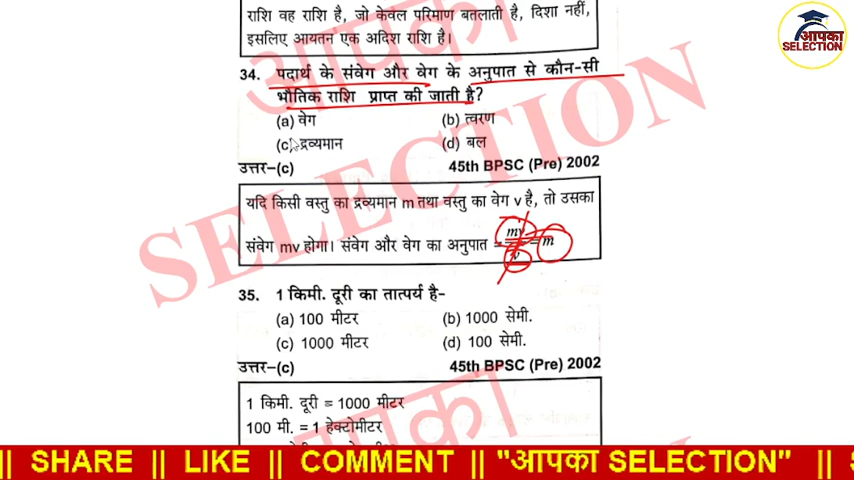 राशि वह राशि है, जो केवल परिमाण बतलाती है, दिशा नहीं,
इसलिए आयतन एक अदिश राशि है।
आपका
SELECTION
34. पदार्थ के संवेग और वेग के अनुपात से कौन-सी
भौतिक राशि प्राप्त की जाती है?
(a) वेग (b) त्वरण
(c) द्रव्यमान (d) बल
उत्तर–(c) 45th BPSC (Pre) 2002
यदि किसी वस्तु का द्रव्यमान m तथा वस्तु का वेग v है, तो उसका
संवेग mv होगा। संवेग और वेग का अनुपात = mv/v = m
35. 1 किमी. दूरी का तात्पर्य है-
(a) 100 मीटर (b) 1000 सेमी.
(c) 1000 मीटर (d) 100 सेमी.
उत्तर–(c) 45th BPSC (Pre) 2002
1 किमी. दूरी = 1000 मीटर
100 मी. = 1 हेक्टोमीटर
आपका
SELECTION
आपका
|| SHARE || LIKE || COMMENT || "आपका SELECTION" || S